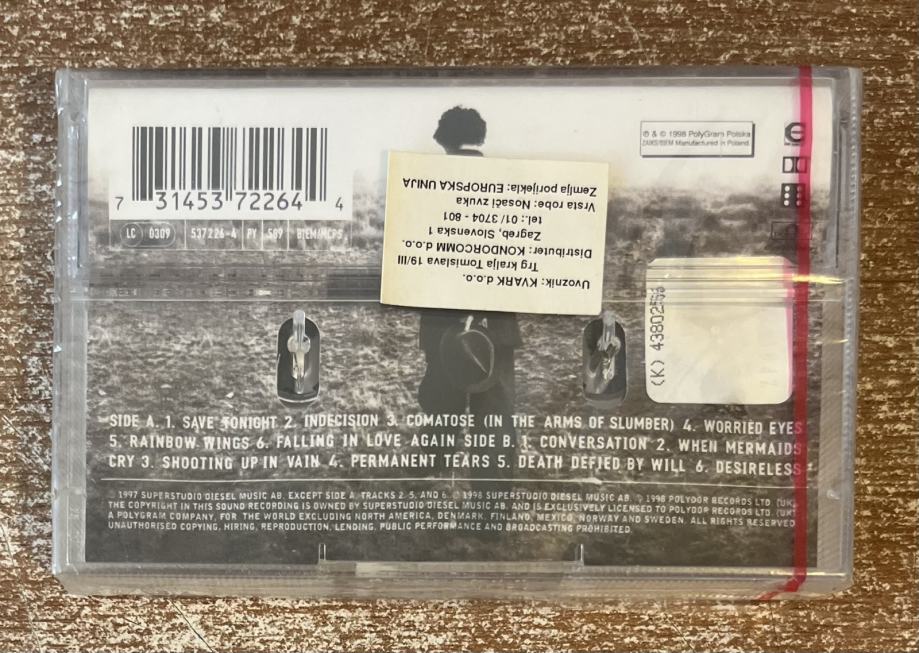 7 31453 72264 4
LC 0309 537 226-4 PY 509 BIEM/MCPS
℗ & © 1998 PolyGram Polska
ZAIKS/BIEM Manufactured in Poland.
Uvoznik: KVARK d.o.o.
Trg kralja Tomislava 19/III
Distributer: KONDORCOMM d.o.o.
Zagreb, Slovenska 1
tel.: 01/ 3704 - 801
Vrsta robe: Nosači zvuka
Zemlja porijekla: EUROPSKA UNIJA
(K) 4380256
SIDE A. 1. SAVE TONIGHT 2. INDECISION 3. COMATOSE (IN THE ARMS OF SLUMBER) 4. WORRIED EYES
5. RAINBOW WINGS 6. FALLING IN LOVE AGAIN SIDE B. 1. CONVERSATION 2. WHEN MERMAIDS
CRY 3. SHOOTING UP IN VAIN 4. PERMANENT TEARS 5. DEATH DEFIED BY WILL 6. DESIRELESS
℗ 1997 SUPERSTUDIO DIESEL MUSIC AB, EXCEPT SIDE A, TRACKS 2, 5, AND 6. ℗ 1998 SUPERSTUDIO DIESEL MUSIC AB. © 1998 POLYDOR RECORDS LTD. (UK)
THE COPYRIGHT IN THIS SOUND RECORDING IS OWNED BY SUPERSTUDIO DIESEL MUSIC AB. AND IS EXCLUSIVELY LICENSED TO POLYDOR RECORDS LTD. (UK)
A POLYGRAM COMPANY, FOR THE WORLD EXCLUDING NORTH AMERICA, DENMARK, FINLAND, MEXICO, NORWAY AND SWEDEN. ALL RIGHTS RESERVED
UNAUTHORISED COPYING, HIRING, REPRODUCTION, LENDING, PUBLIC PERFORMANCE AND BROADCASTING PROHIBITED.